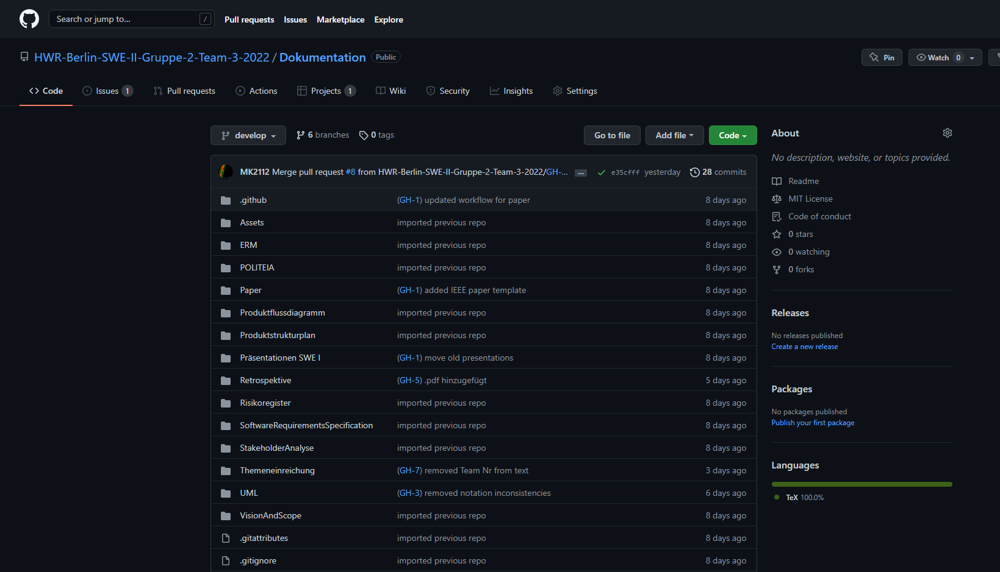 Search or jump to... /
Pull requests Issues Marketplace Explore
HWR-Berlin-SWE-II-Gruppe-2-Team-3-2022 / Dokumentation Public
Pin Watch 0
Code Issues 1 Pull requests Actions Projects 1 Wiki Security Insights Settings
develop 6 branches 0 tags Go to file Add file Code
MK2112 Merge pull request #8 from HWR-Berlin-SWE-II-Gruppe-2-Team-3-2022/GH-... ... e35cfff yesterday 28 commits
.github (GH-1) updated workflow for paper 8 days ago
Assets imported previous repo 8 days ago
ERM imported previous repo 8 days ago
POLITEIA imported previous repo 8 days ago
Paper (GH-1) added IEEE paper template 8 days ago
Produktflussdiagramm imported previous repo 8 days ago
Produktstrukturplan imported previous repo 8 days ago
Präsentationen SWE I (GH-1) move old presentations 8 days ago
Retrospektive (GH-5) .pdf hinzugefügt 5 days ago
Risikoregister imported previous repo 8 days ago
SoftwareRequirementsSpecification imported previous repo 8 days ago
StakeholderAnalyse imported previous repo 8 days ago
Themeneinreichung (GH-7) removed Team Nr from text 3 days ago
UML (GH-3) removed notation inconsistencies 6 days ago
VisionAndScope imported previous repo 8 days ago
.gitattributes imported previous repo 8 days ago
.gitignore imported previous repo 8 days ago
About
No description, website, or topics provided.
Readme
MIT License
Code of conduct
0 stars
0 watching
0 forks
Releases
No releases published
Create a new release
Packages
No packages published
Publish your first package
Languages
TeX 100.0%